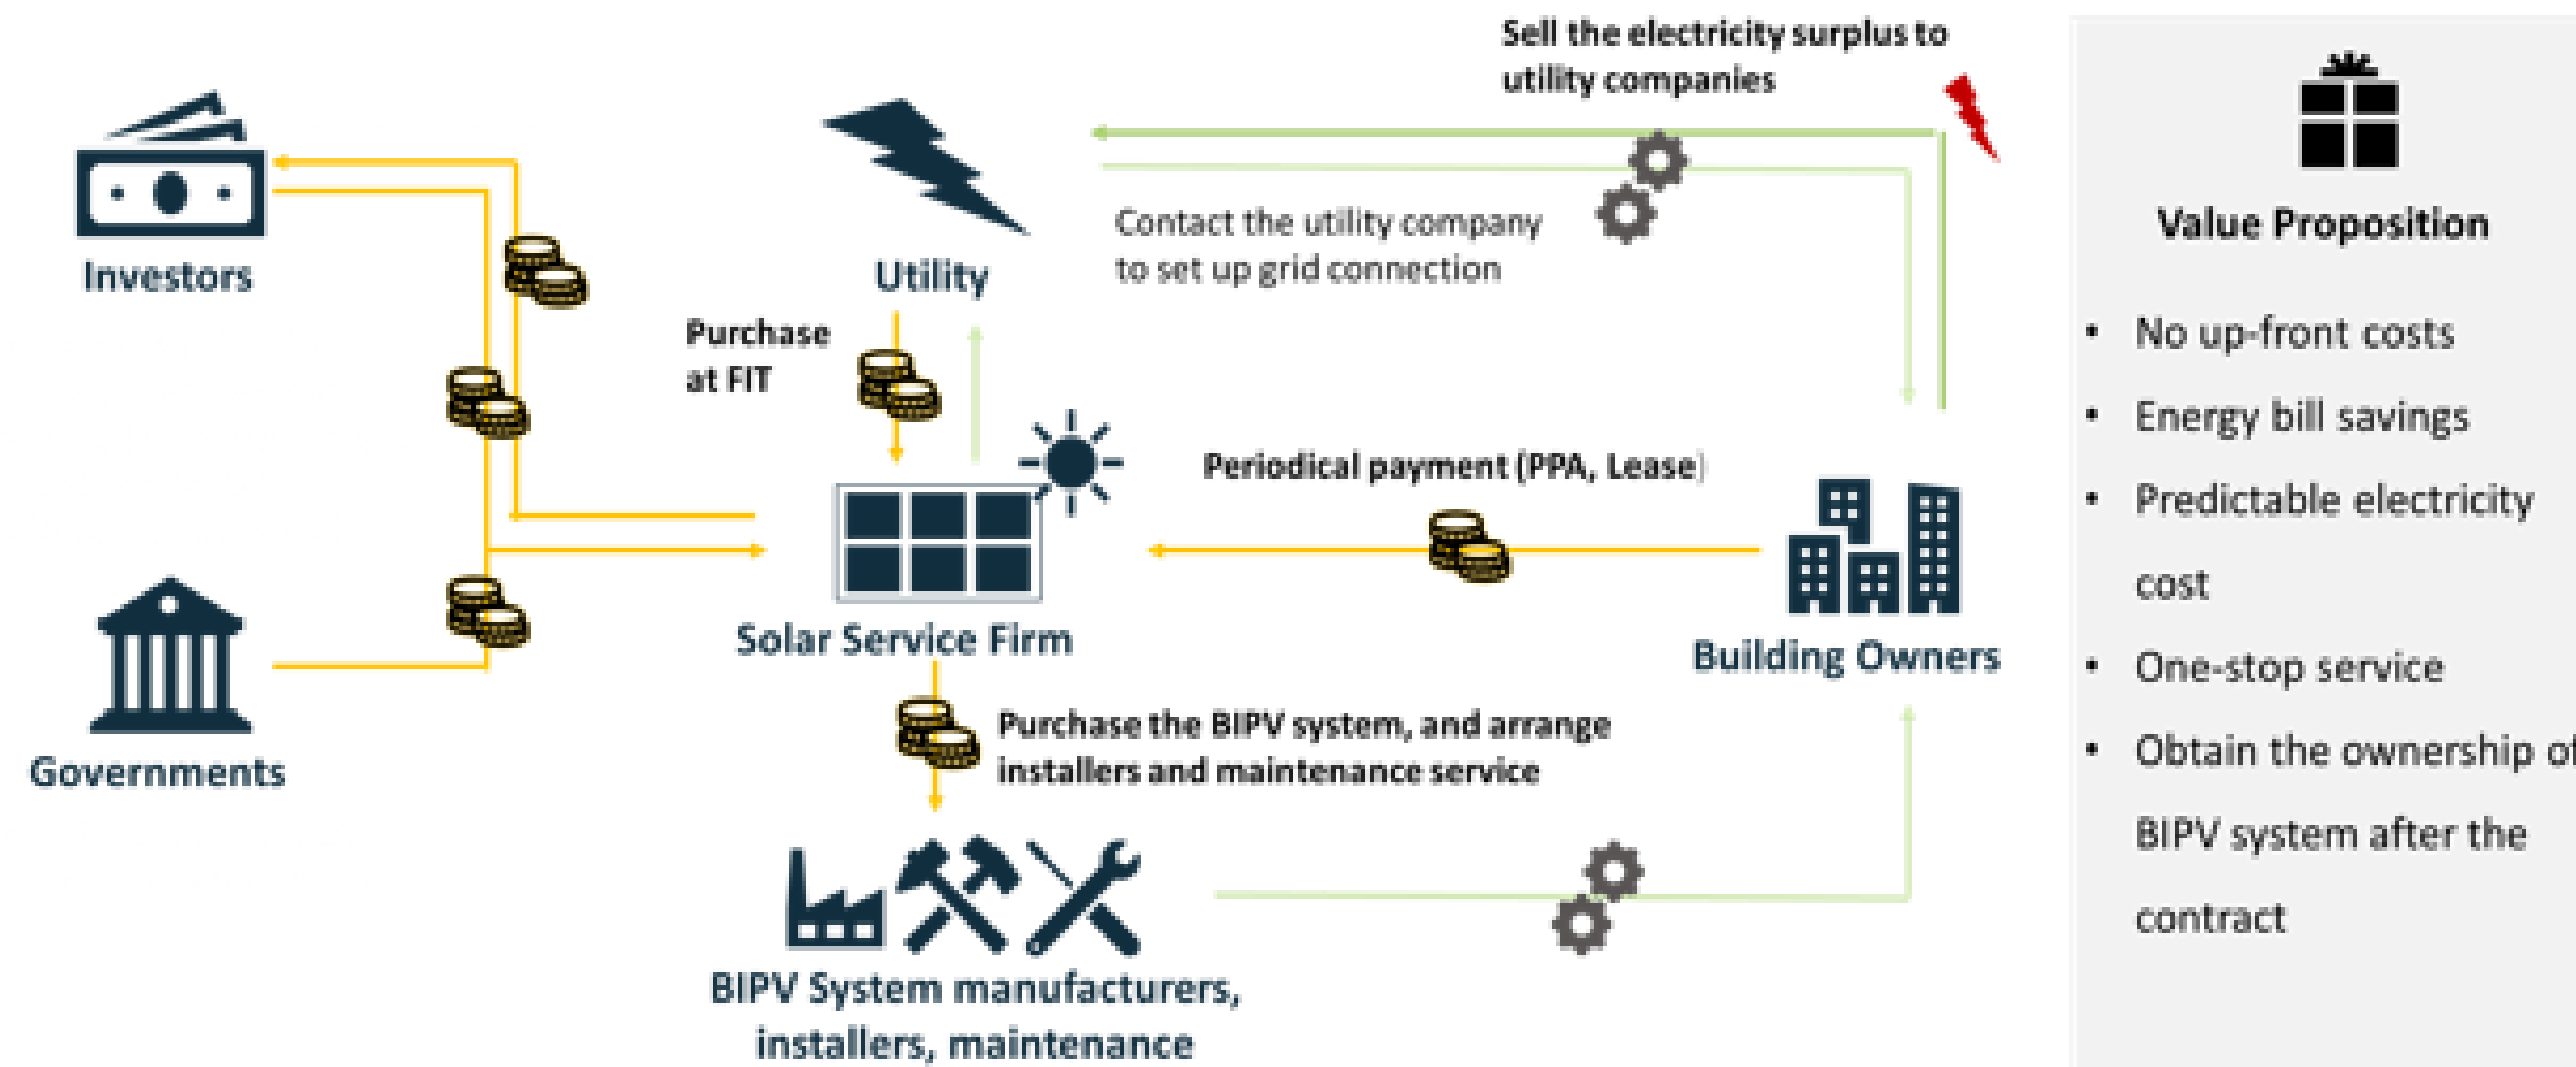 Sell the electricity surplus to
utility companies
Investors
Utility
Contact the utility company
to set up grid connection
Purchase
at FIT
Periodical payment (PPA, Lease)
Solar Service Firm
Building Owners
Governments
Purchase the BIPV system, and arrange
installers and maintenance service
BIPV System manufacturers,
installers, maintenance
Value Proposition
• No up-front costs
• Energy bill savings
• Predictable electricity
cost
• One-stop service
• Obtain the ownership of
BIPV system after the
contract